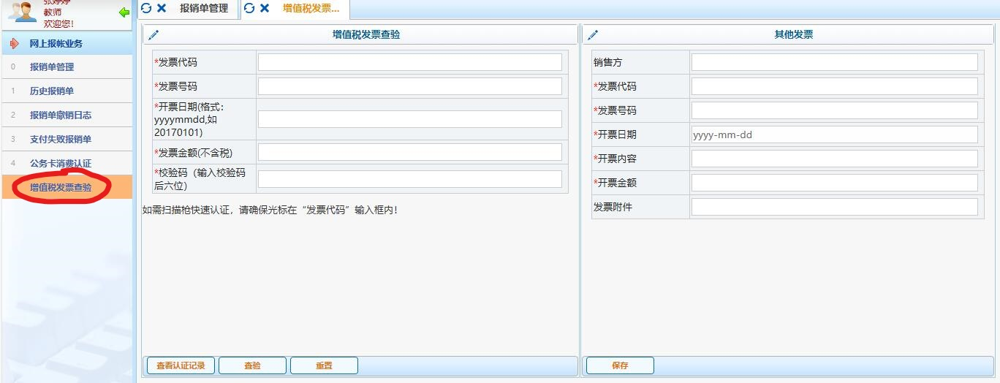 教师
欢迎您!
网上报帐业务
0 报销单管理
1 历史报销单
2 报销单撤销日志
3 支付失败报销单
4 公务卡消费认证
增值税发票查验
报销单管理
增值税发票...
增值税发票查验
*发票代码
*发票号码
*开票日期(格式：
yyyymmdd,如
20170101)
*发票金额(不含税)
*校验码（输入校验码
后六位）
如需扫描枪快速认证，请确保光标在“发票代码”输入框内！
查看认证记录
查验
重置
其他发票
销售方
*发票代码
*发票号码
*开票日期
yyyy-mm-dd
*开票内容
*开票金额
发票附件
保存